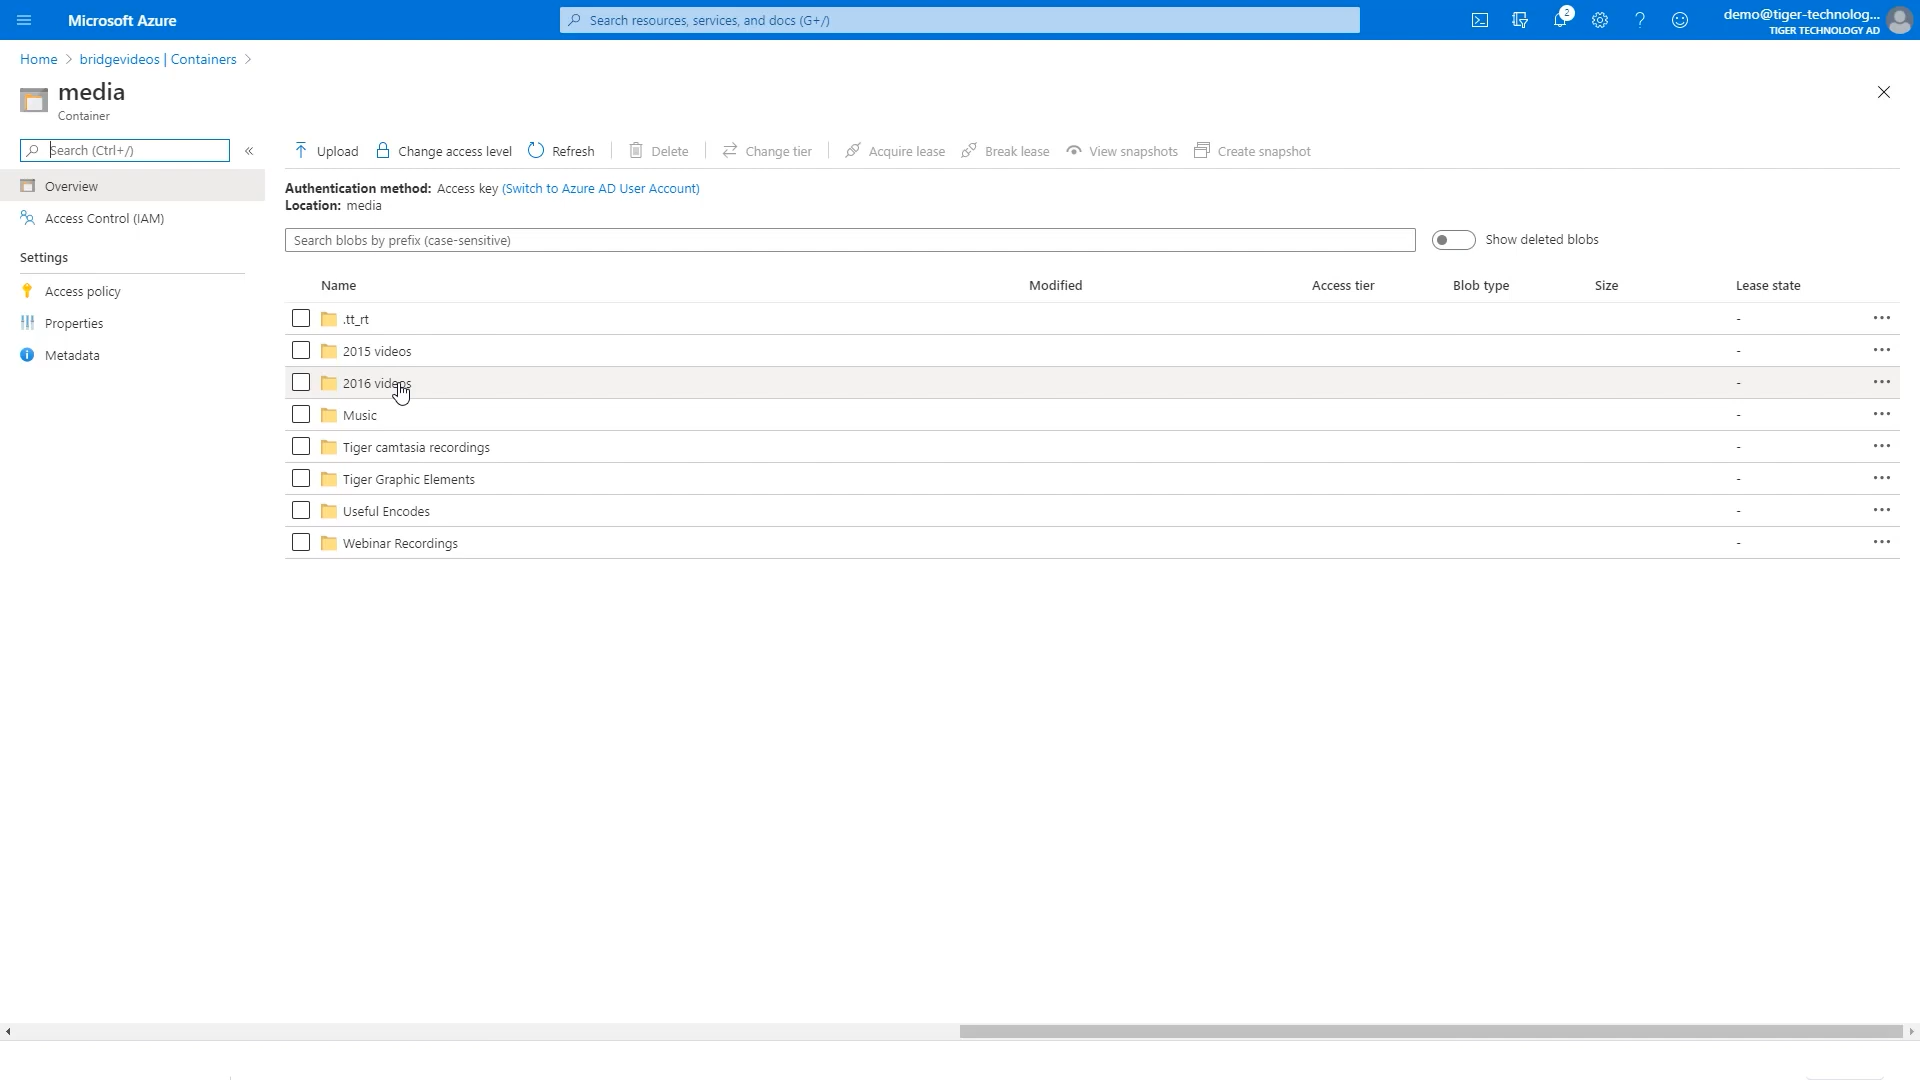 Microsoft Azure
Search resources, services, and docs (G+/)
2
demo@tiger-technolog...
TIGER TECHNOLOGY AD
Home > bridgevideos | Containers >
media
Container
Search (Ctrl+/)
«
Upload
Change access level
Refresh
Delete
Change tier
Acquire lease
Break lease
View snapshots
Create snapshot
Overview
Access Control (IAM)
Settings
Access policy
Properties
Metadata
Authentication method: Access key (Switch to Azure AD User Account)
Location: media
Search blobs by prefix (case-sensitive)
Show deleted blobs
Name Modified Access tier Blob type Size Lease state
.tt_rt - ...
2015 videos - ...
2016 videos - ...
Music - ...
Tiger camtasia recordings - ...
Tiger Graphic Elements - ...
Useful Encodes - ...
Webinar Recordings - ...